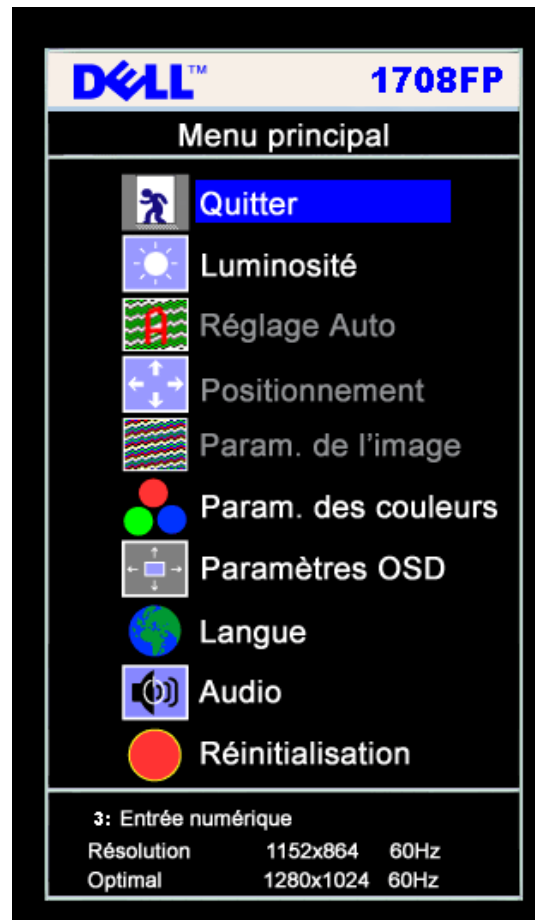 DELL™ 1708FP
Menu principal
Quitter
Luminosité
Réglage Auto
Positionnement
Param. de l'image
Param. des couleurs
Paramètres OSD
Langue
Audio
Réinitialisation
3: Entrée numérique
Résolution 1152x864 60Hz
Optimal 1280x1024 60Hz